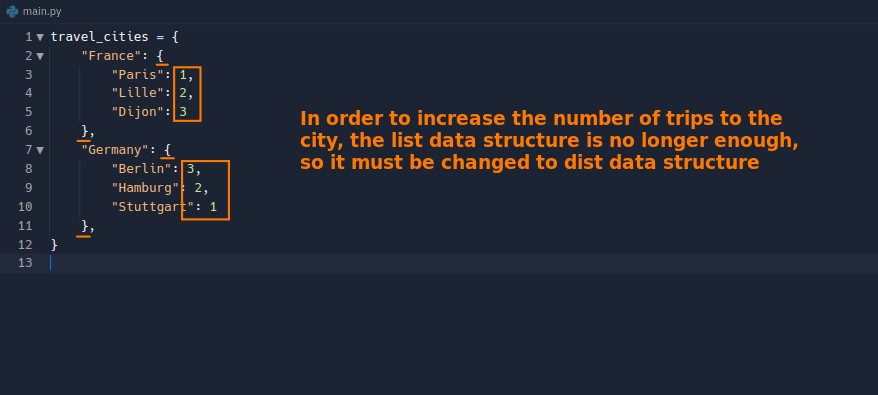 main.py
1 ▼ travel_cities = {
2 ▼     "France": {
3         "Paris": 1,
4         "Lille": 2,
5         "Dijon": 3
6     },
7 ▼     "Germany": {
8         "Berlin": 3,
9         "Hamburg": 2,
10         "Stuttgart": 1
11     },
12 }
13
In order to increase the number of trips to the
city, the list data structure is no longer enough,
so it must be changed to dist data structure